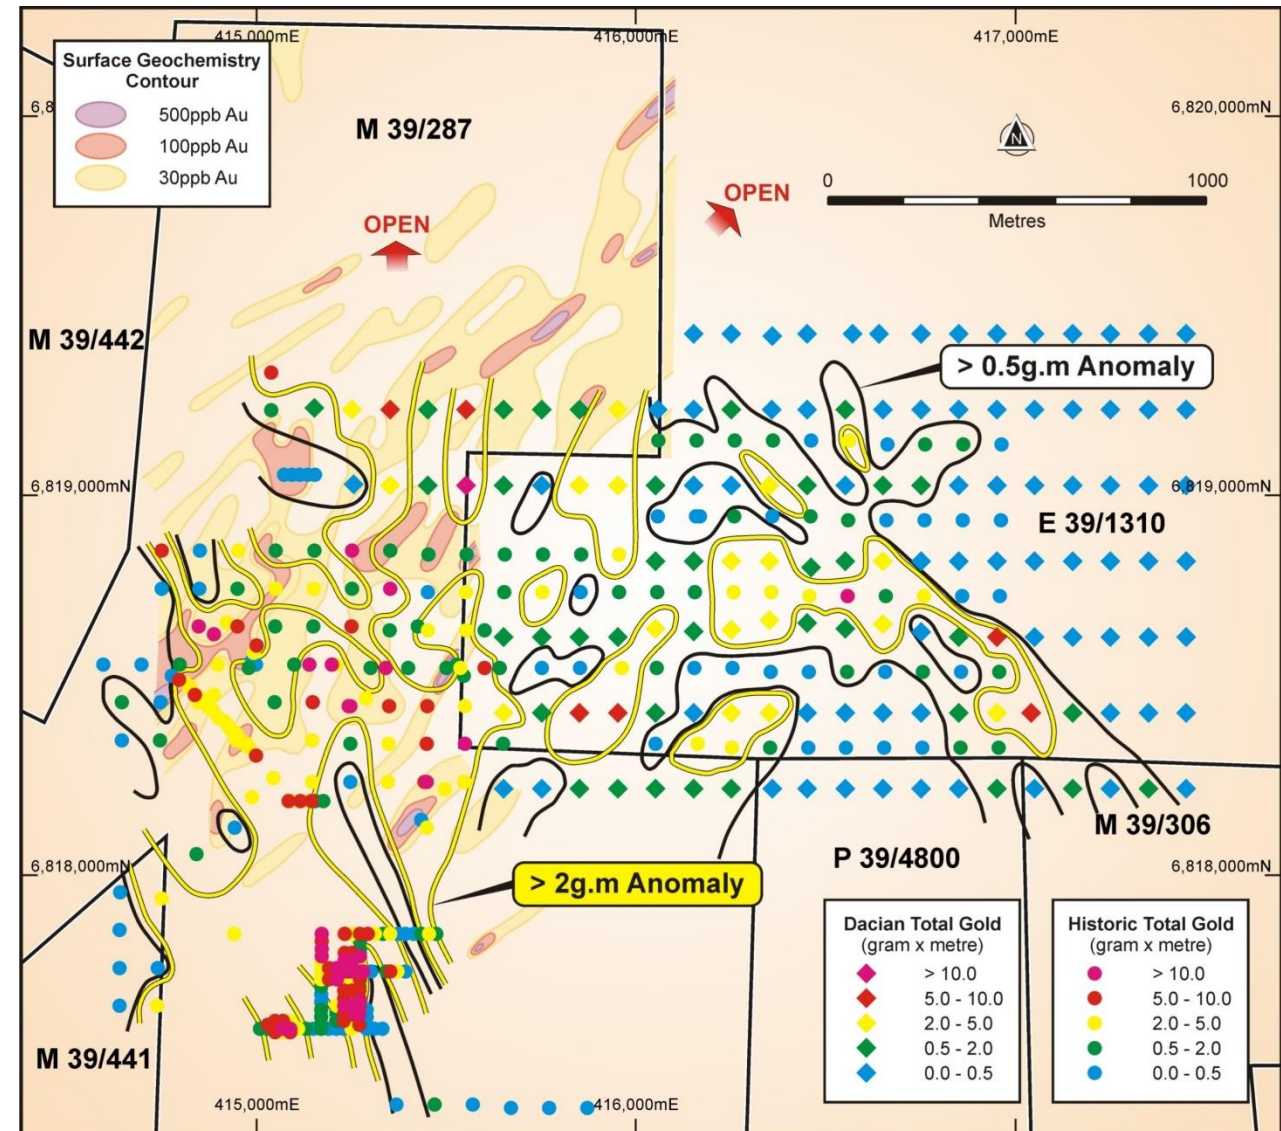 415,000mE
416,000mE
417,000mE
Surface Geochemistry
Contour
500ppb Au
100ppb Au
30ppb Au
6,8
M 39/287
6,820,000mN
N
OPEN
OPEN
0
1000
Metres
M 39/442
> 0.5g.m Anomaly
6,819,000mN
6,819,000mN
E 39/1310
M 39/306
P 39/4800
6,818,000mN
6,818,000mN
> 2g.m Anomaly
Dacian Total Gold
(gram x metre)
> 10.0
5.0 - 10.0
2.0 - 5.0
0.5 - 2.0
0.0 - 0.5
Historic Total Gold
(gram x metre)
> 10.0
5.0 - 10.0
2.0 - 5.0
0.5 - 2.0
0.0 - 0.5
M 39/441
415,000mE
416,000mE